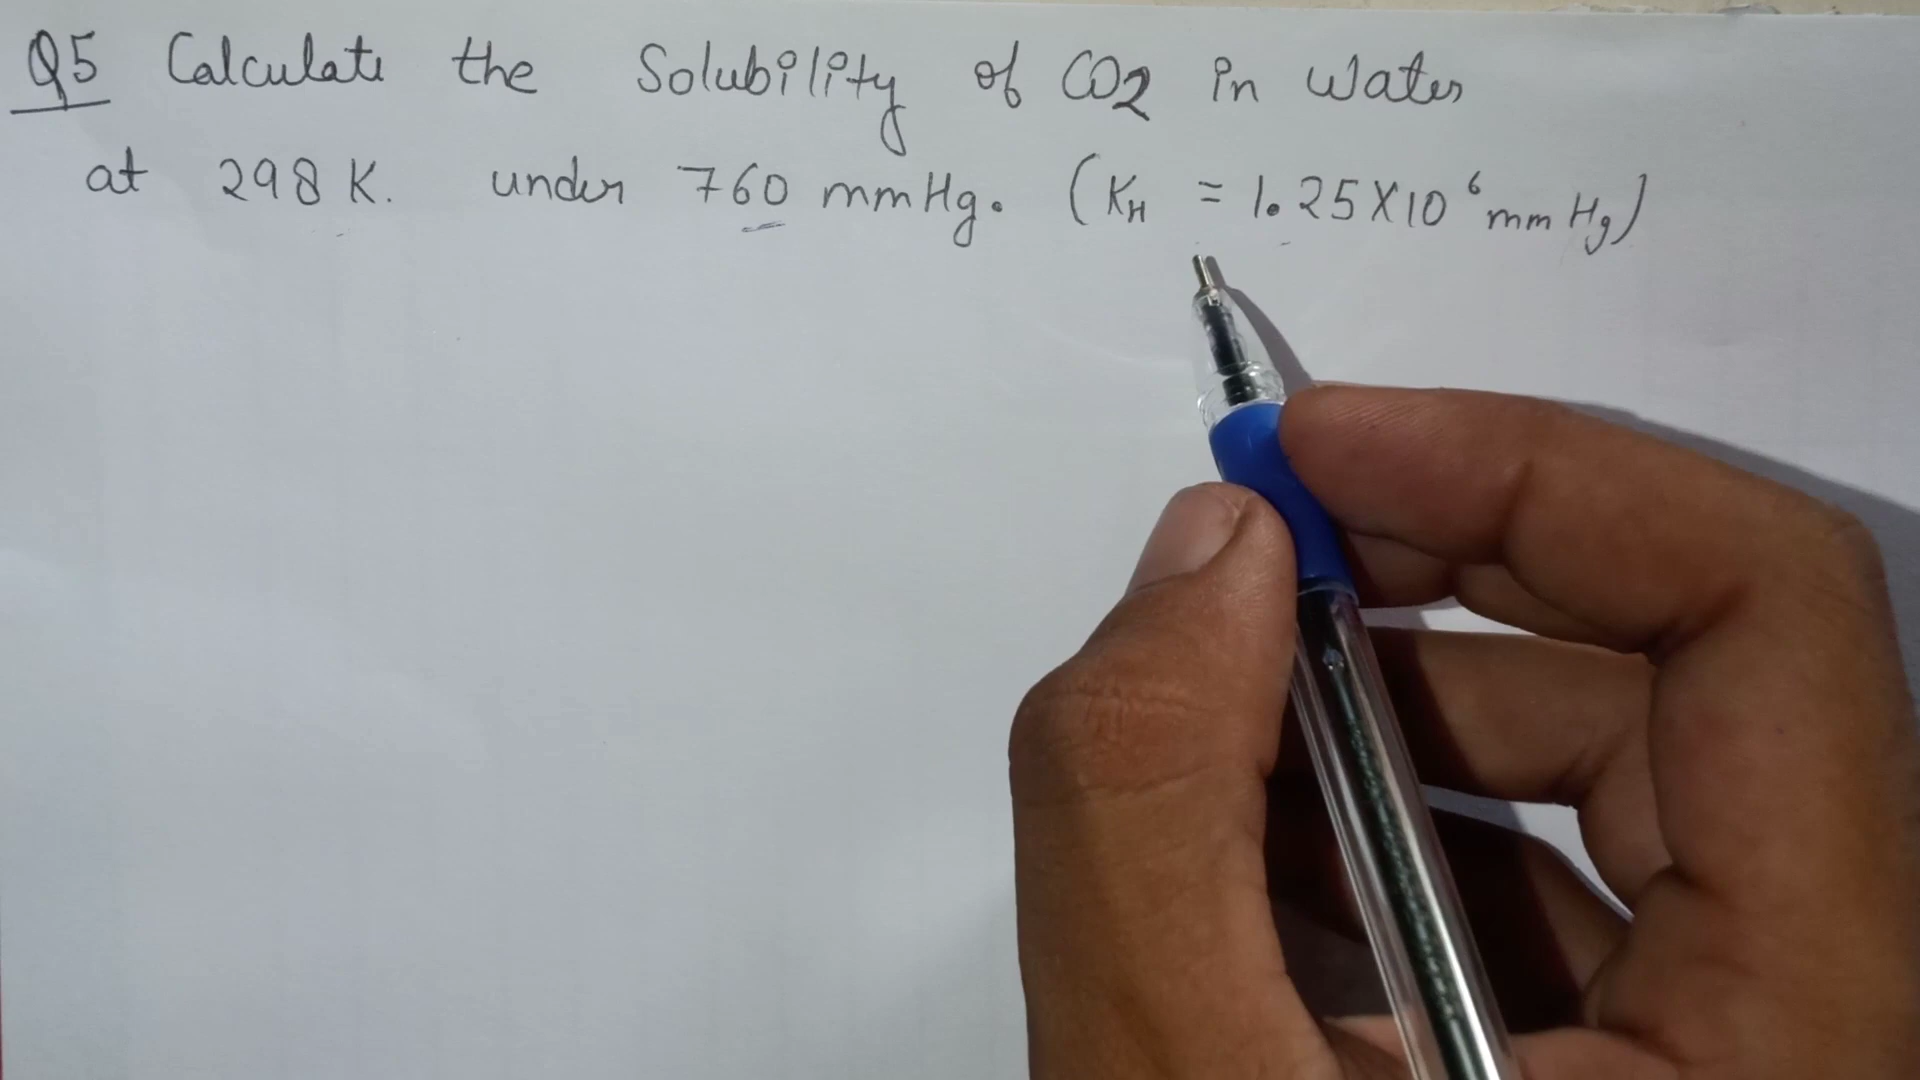 Q5 Calculate the Solubility of CO2 in Water
at 298 K. under 760 mmHg. (KH = 1.25X10⁶ mm Hg)